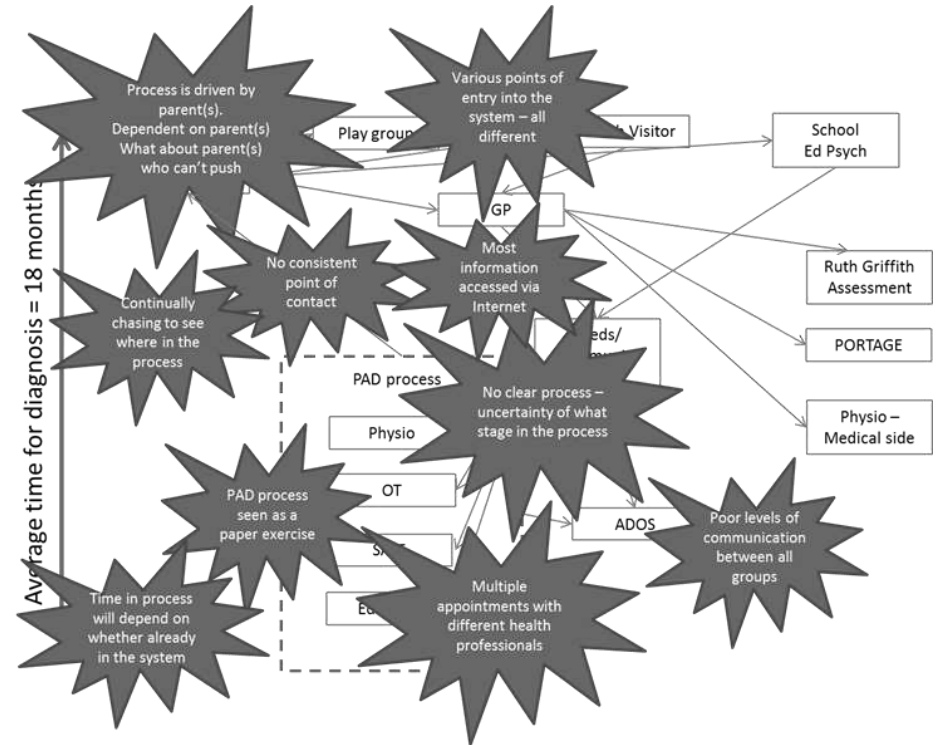 Process is driven by
parent(s).
Dependent on parent(s)
What about parent(s)
who can't push
Various points of
entry into the
system – all
different
Play group
Visitor
School
Ed Psych
GP
Average time for diagnosis = 18 months
No consistent
point of
contact
Most
information
accessed via
Internet
Ruth Griffith
Assessment
Continually
chasing to see
where in the
process
PORTAGE
PAD process
No clear process –
uncertainty of what
stage in the process
Physio –
Medical side
Physio
OT
PAD process
seen as a
paper exercise
ADOS
Poor levels of
communication
between all
groups
Time in process
will depend on
whether already
in the system
Multiple
appointments with
different health
professionals